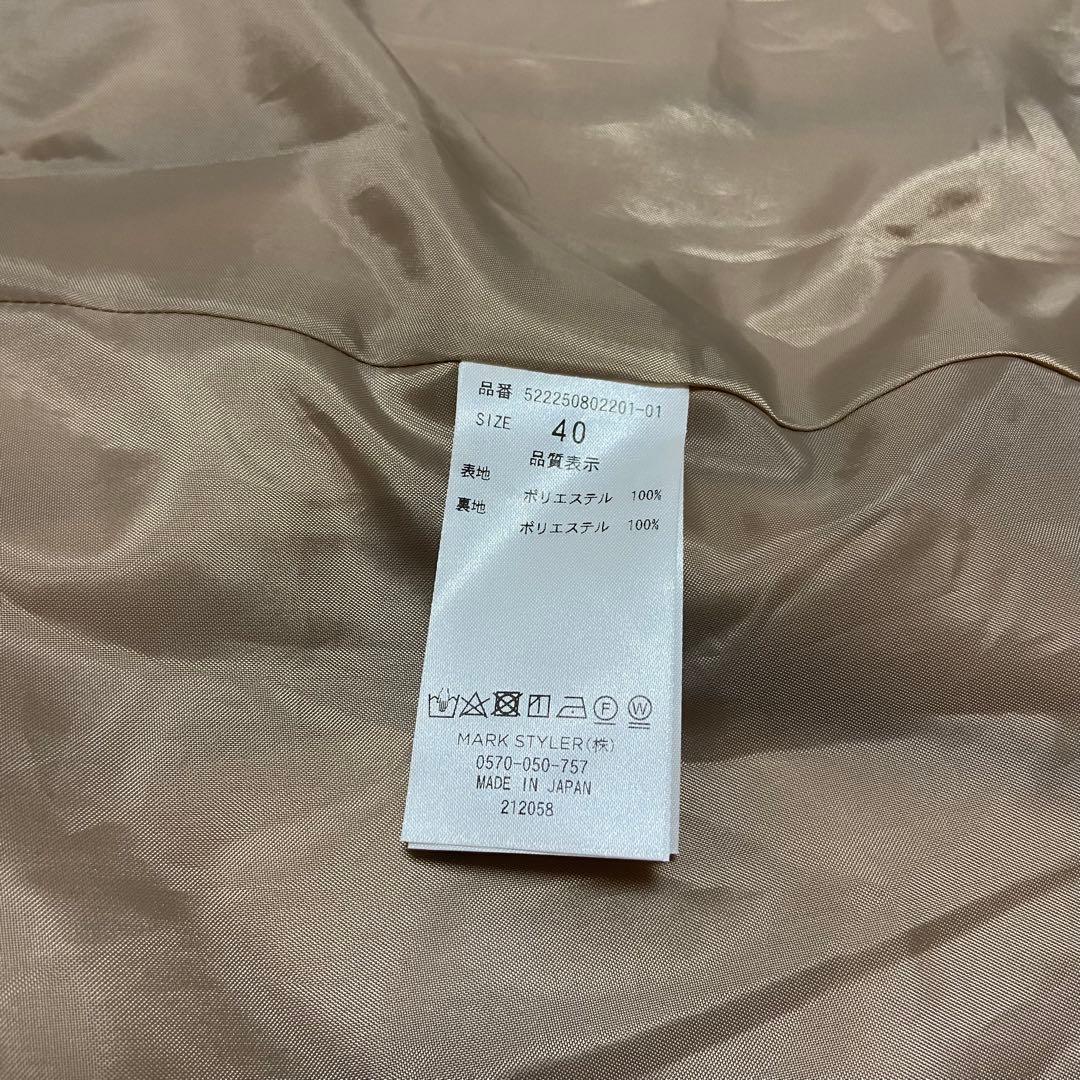 品番 522250802201-01
SIZE 40
品質表示
表地 ポリエステル 100%
裏地 ポリエステル 100%
F W
MARK STYLER(株)
0570-050-757
MADE IN JAPAN
212058